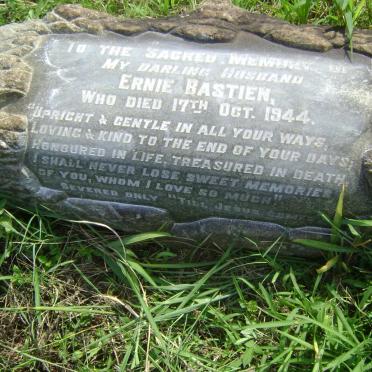 TO THE SACRED MEMORY OF
MY DARLING HUSBAND
ERNIE BASTIEN,
WHO DIED 17TH OCT. 1944.
"UPRIGHT & GENTLE IN ALL YOUR WAYS,
LOVING & KIND TO THE END OF YOUR DAYS,
HONOURED IN LIFE, TREASURED IN DEATH,
I SHALL NEVER LOSE SWEET MEMORIES
OF YOU, WHOM I LOVE SO MUCH"
SEVERED ONLY "TILL